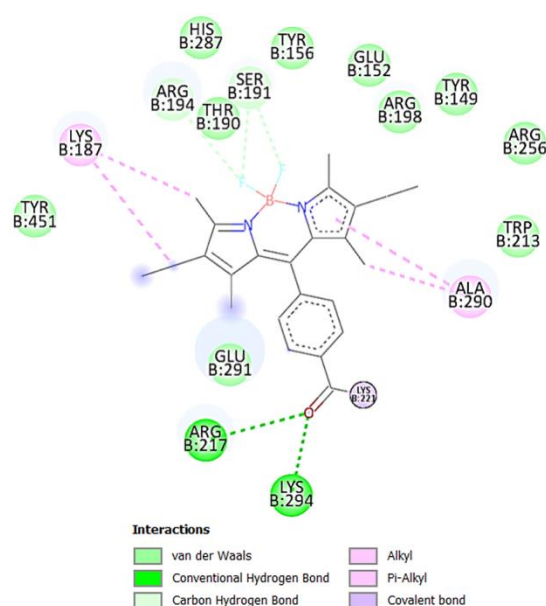 HIS
B:287
TYR
B:156
GLU
B:152
TYR
B:149
SER
B:191
ARG
B:194
THR
B:190
ARG
B:198
ARG
B:256
LYS
B:187
TYR
B:451
F
F
B
N
N
TRP
B:213
ALA
B:290
GLU
B:291
LYS
B:221
O
ARG
B:217
LYS
B:294
Interactions
van der Waals
Conventional Hydrogen Bond
Carbon Hydrogen Bond
Alkyl
Pi-Alkyl
Covalent bond